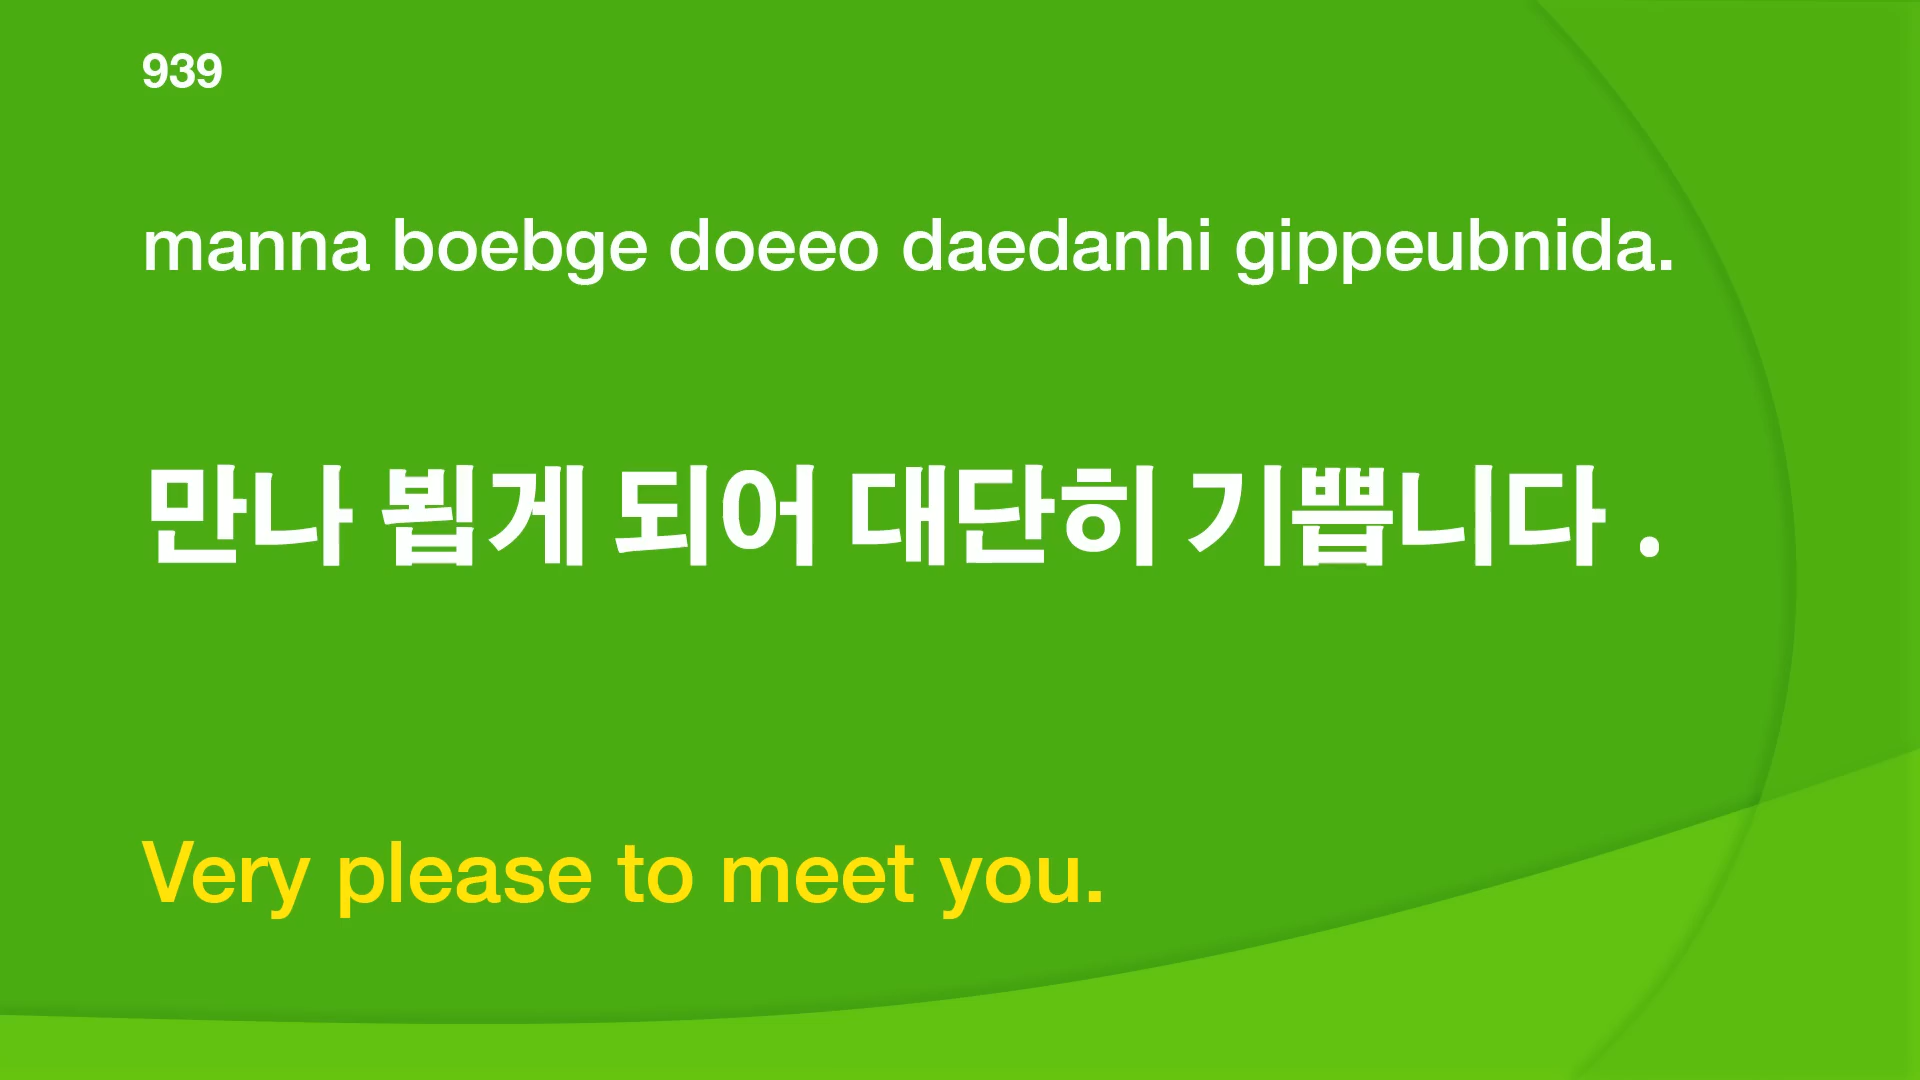 939
manna boebge doeeo daedanhi gippeubnida.
만나 뵙게 되어 대단히 기쁩니다 .
Very please to meet you.